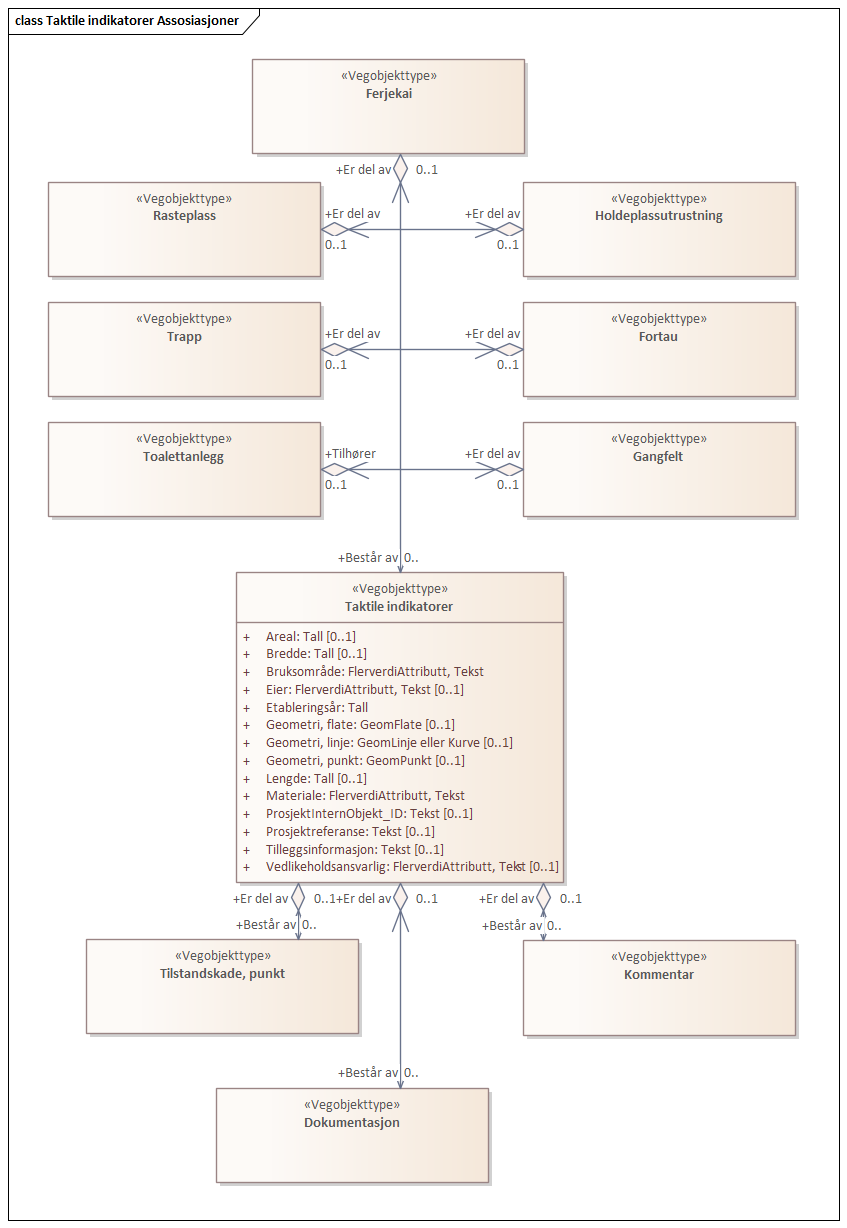 class Taktile indikatorer Assosiasjoner
«Vegobjekttype»
Ferjekai
+Er del av 0..1
«Vegobjekttype»
Rasteplass
«Vegobjekttype»
Holdeplassutrustning
+Er del av
0..1
+Er del av
0..1
«Vegobjekttype»
Trapp
«Vegobjekttype»
Fortau
+Er del av
0..1
+Er del av
0..1
«Vegobjekttype»
Toalettanlegg
«Vegobjekttype»
Gangfelt
+Tilhører
0..1
+Er del av
0..1
+Består av 0..
«Vegobjekttype»
Taktile indikatorer
+ Areal: Tall [0..1]
+ Bredde: Tall [0..1]
+ Bruksområde: FlerverdiAttributt, Tekst
+ Eier: FlerverdiAttributt, Tekst [0..1]
+ Etableringsår: Tall
+ Geometri, flate: GeomFlate [0..1]
+ Geometri, linje: GeomLinje eller Kurve [0..1]
+ Geometri, punkt: GeomPunkt [0..1]
+ Lengde: Tall [0..1]
+ Materiale: FlerverdiAttributt, Tekst
+ ProsjektInternObjekt_ID: Tekst [0..1]
+ Prosjektreferanse: Tekst [0..1]
+ Tilleggsinformasjon: Tekst [0..1]
+ Vedlikeholdsansvarlig: FlerverdiAttributt, Tekst [0..1]
+Er del av 0..1
+Er del av 0..1
+Er del av 0..1
+Består av 0..
+Består av 0..
«Vegobjekttype»
Tilstandskade, punkt
«Vegobjekttype»
Kommentar
+Består av 0..
«Vegobjekttype»
Dokumentasjon